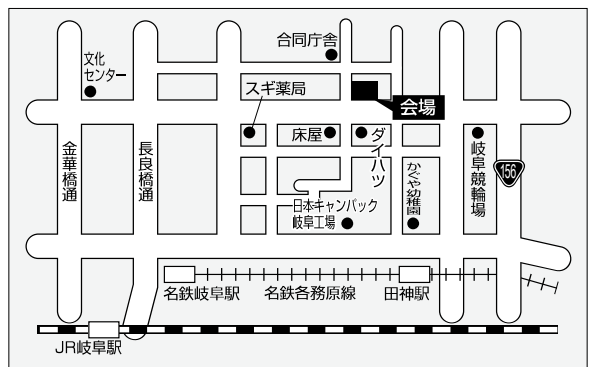 合同庁舎
文化
センター
スギ薬局
会場
床屋
ダイハツ
金華橋通
長良橋通
かぐや幼稚園
岐阜競輪場
156
日本キャンパック
岐阜工場
名鉄岐阜駅
名鉄各務原線
田神駅
JR岐阜駅